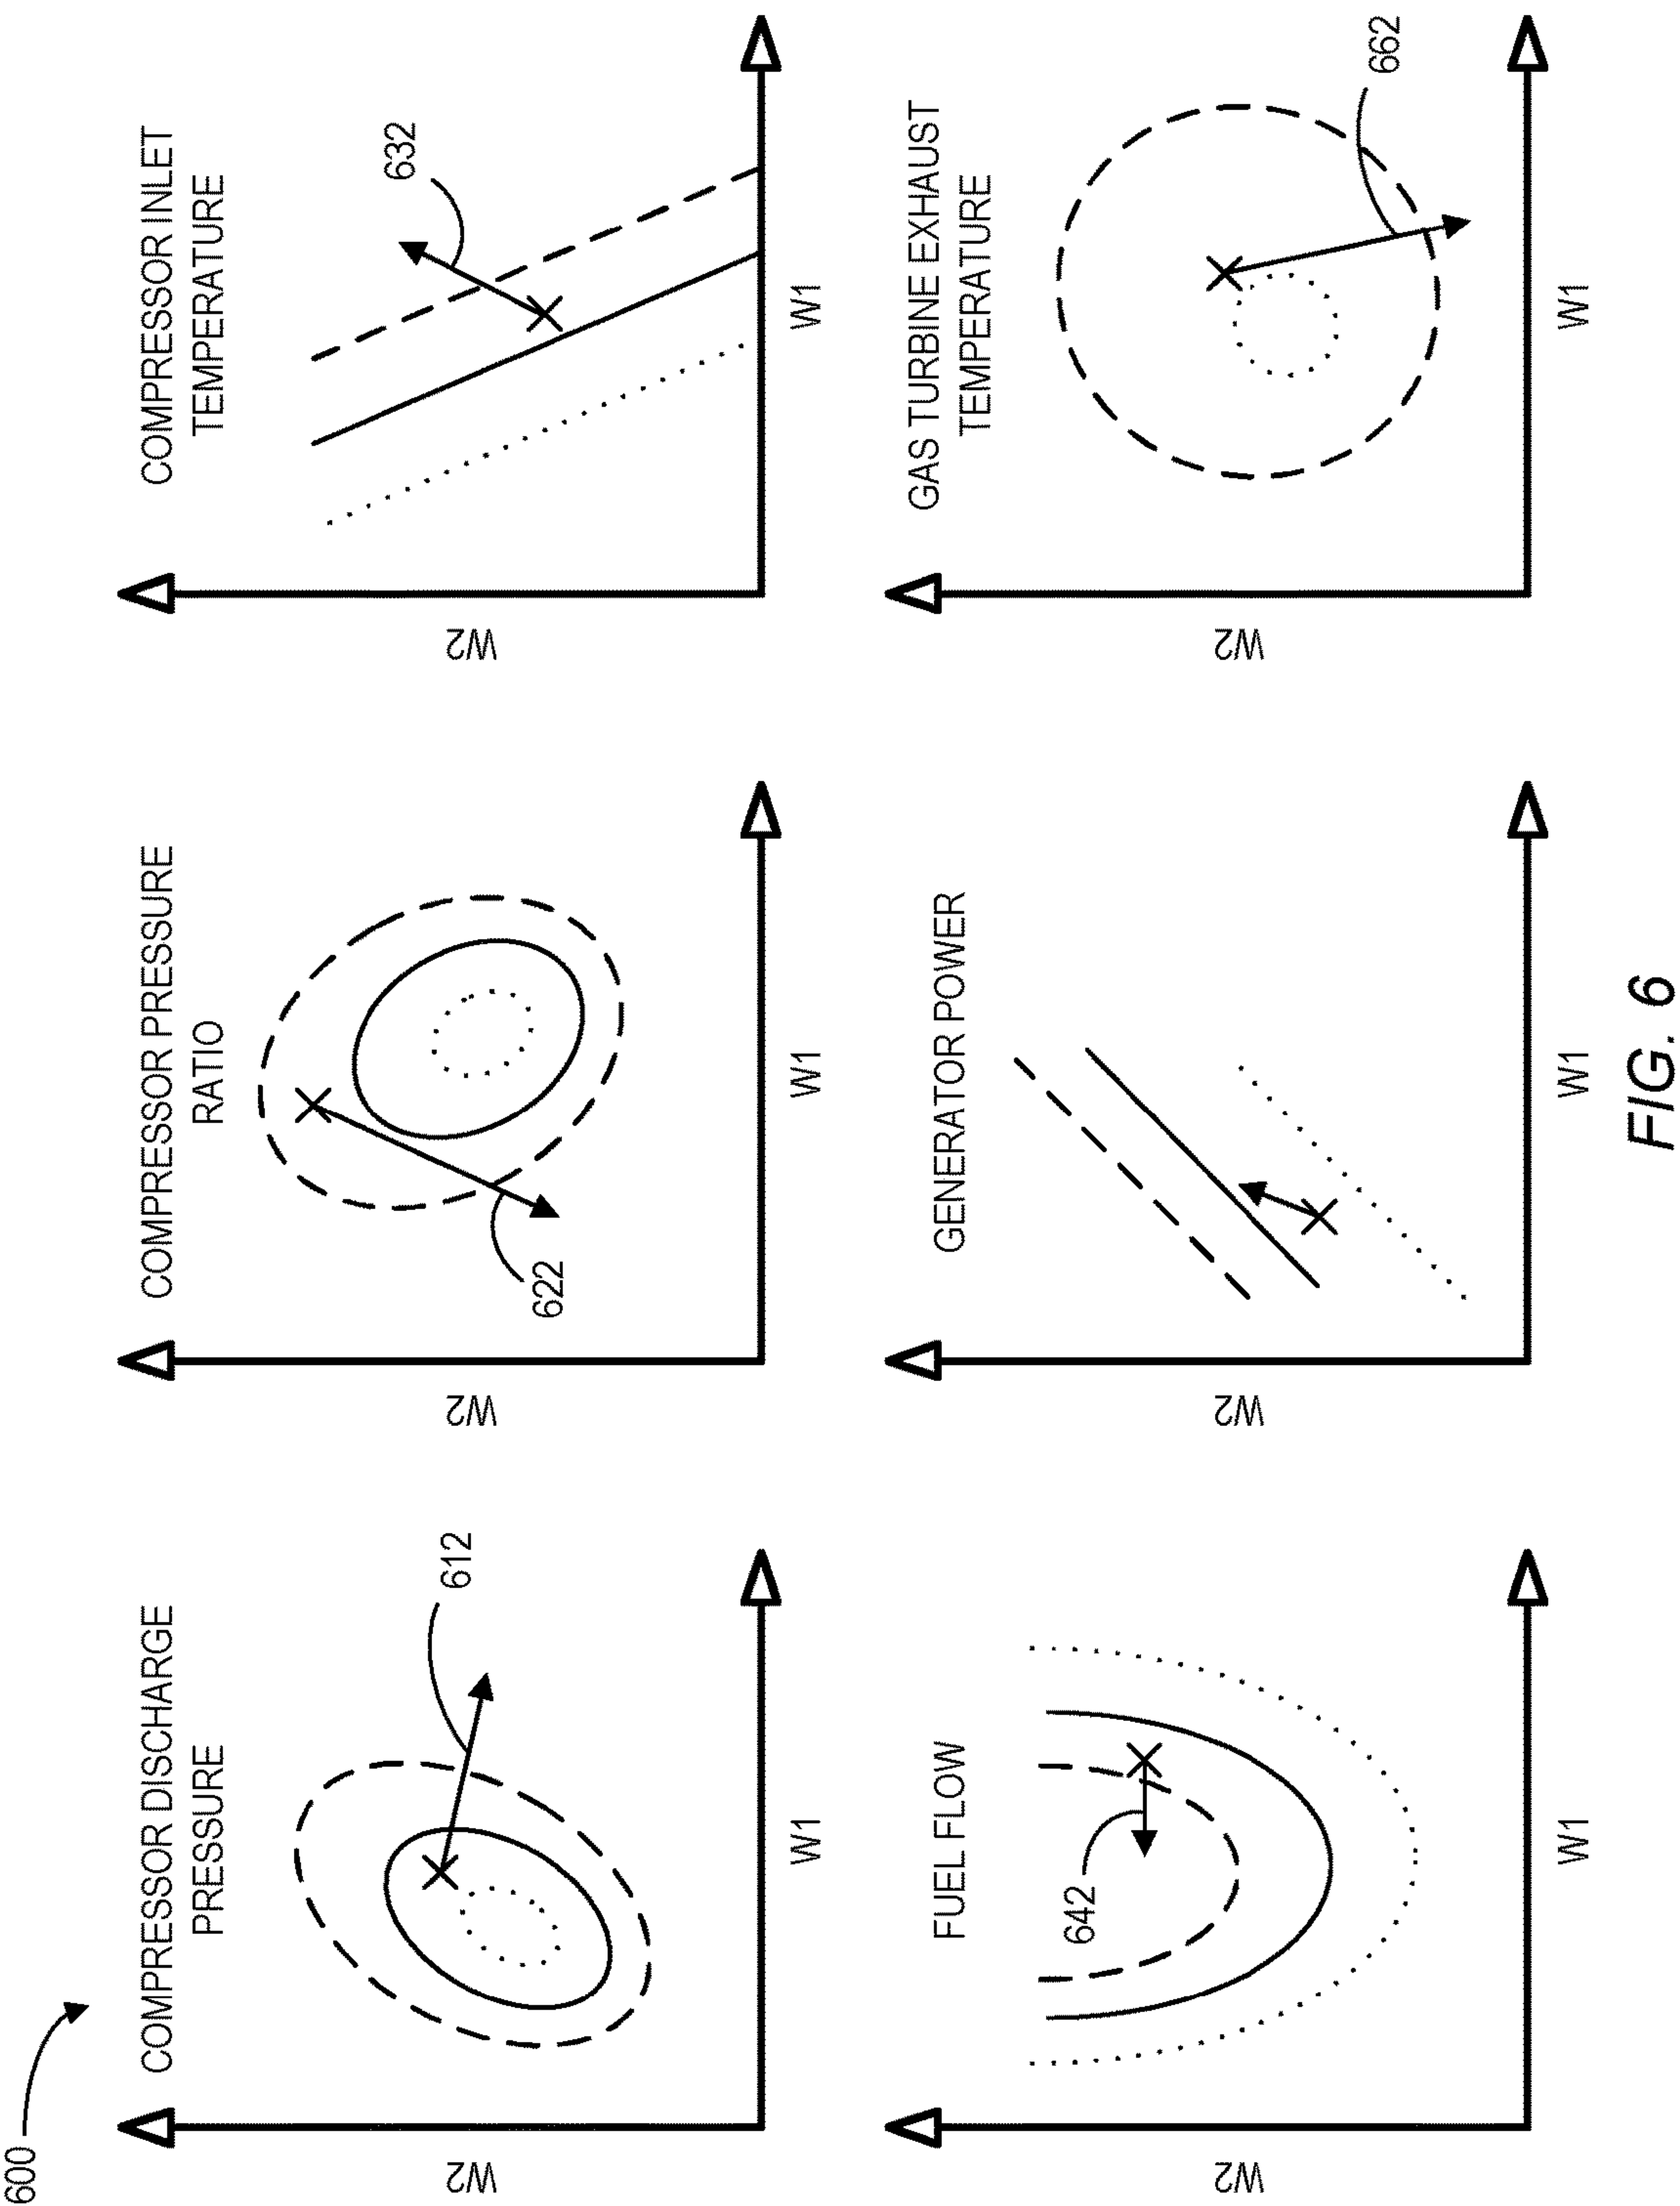 600
COMPRESSOR DISCHARGE
PRESSURE
612
W2
W1
COMPRESSOR PRESSURE
RATIO
622
W2
W1
COMPRESSOR INLET
TEMPERATURE
632
W2
W1
FUEL FLOW
642
W2
W1
GENERATOR POWER
W2
W1
GAS TURBINE EXHAUST
TEMPERATURE
662
W2
W1
FIG. 6